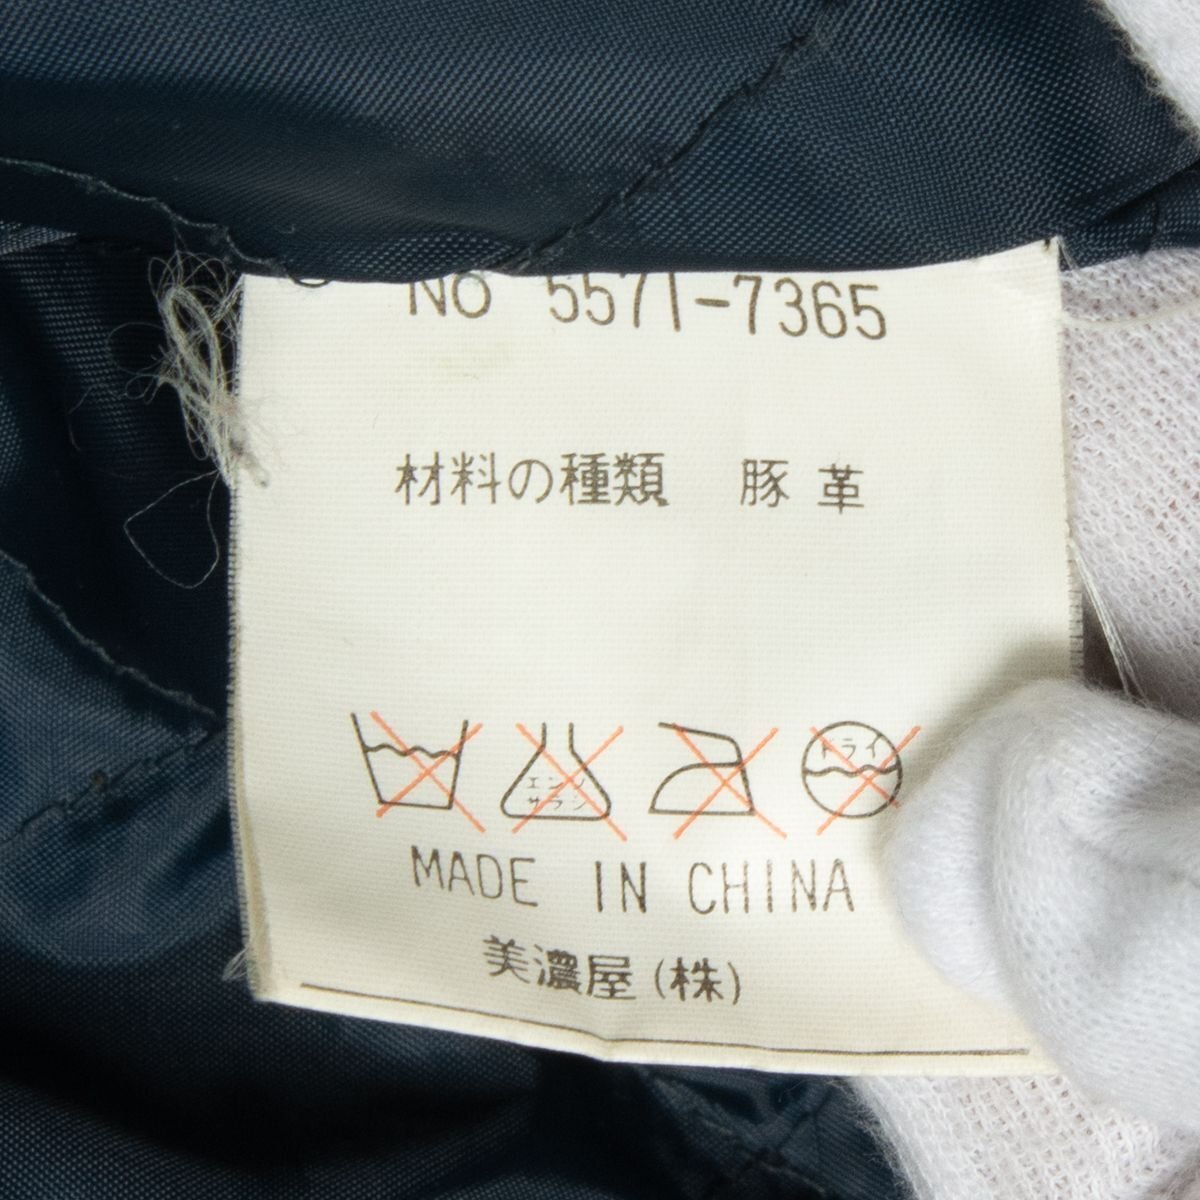 NO 5571-7365
材料の種類 豚革
エンソ
サラシ
ドライ
MADE IN CHINA
美濃屋(株)